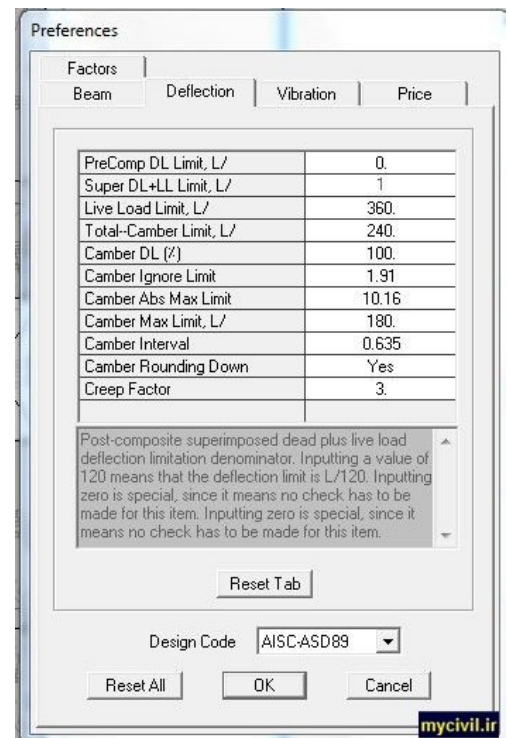 Preferences
Factors
Beam Deflection Vibration Price
PreComp DL Limit, L/ 0.
Super DL+LL Limit, L/ 1
Live Load Limit, L/ 360.
Total--Camber Limit, L/ 240.
Camber DL (%) 100.
Camber Ignore Limit 1.91
Camber Abs Max Limit 10.16
Camber Max Limit, L/ 180.
Camber Interval 0.635
Camber Rounding Down Yes
Creep Factor 3.
Post-composite superimposed dead plus live load
deflection limitation denominator. Inputting a value of
120 means that the deflection limit is L/120. Inputting
zero is special, since it means no check has to be
made for this item. Inputting zero is special, since it
means no check has to be made for this item.
Reset Tab
Design Code AISC-ASD89
Reset All OK Cancel
mycivil.ir